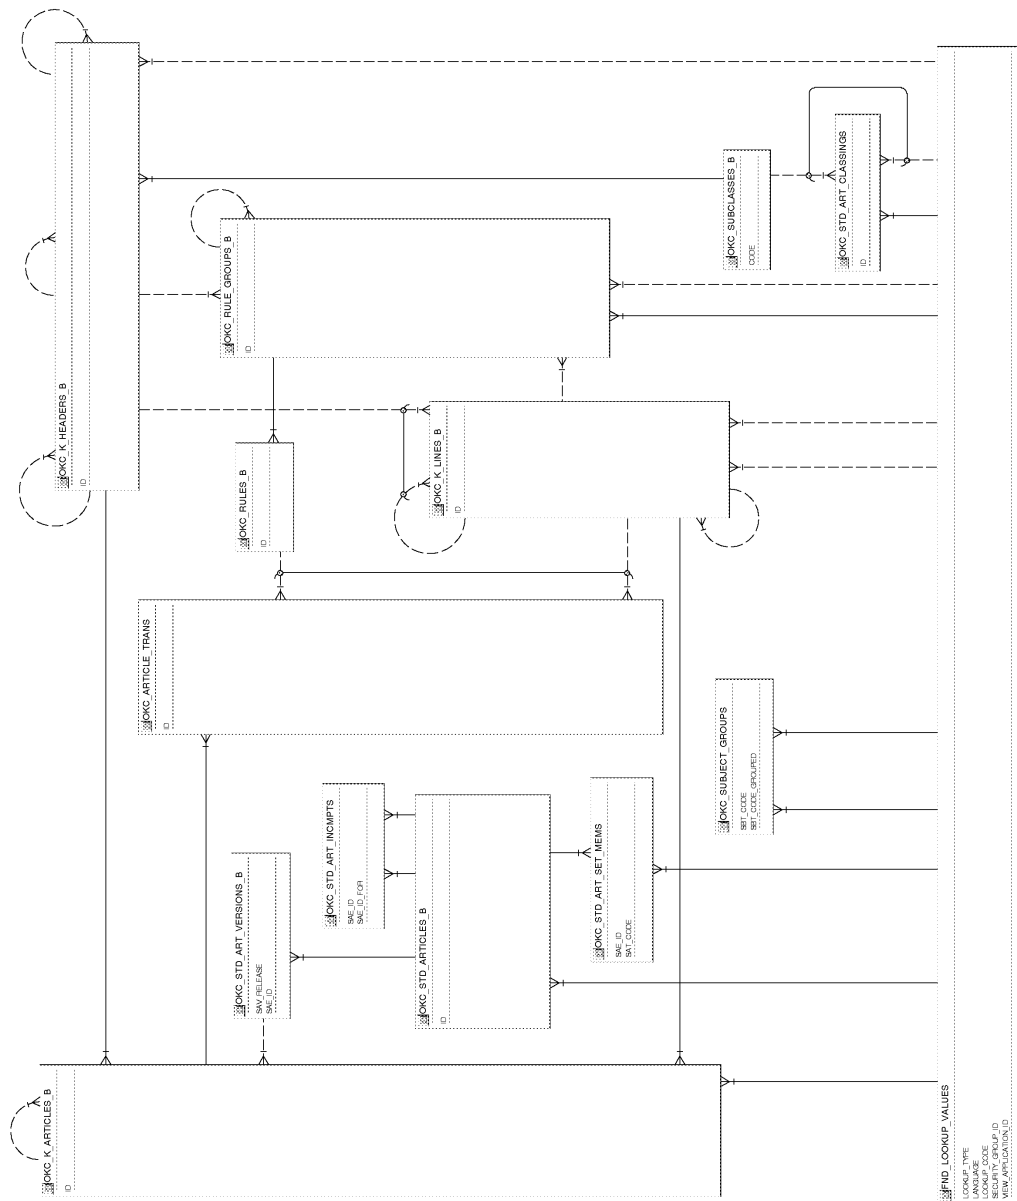 OKC_K_HEADERS_B
ID
OKC_SUBCLASSES_B
CODE
OKC_STD_ART_CLASSINGS
ID
OKC_RULE_GROUPS_B
ID
OKC_K_LINES_B
ID
OKC_RULES_B
ID
OKC_ARTICLE_TRANS
ID
OKC_SUBJECT_GROUPS
SBT_CODE
SBT_CODE_GROUPED
OKC_STD_ART_INCMPTS
SAE_ID
SAE_ID_FOR
OKC_STD_ART_VERSIONS_B
SAV_RELEASE
SAE_ID
OKC_STD_ARTICLES_B
ID
OKC_STD_ART_SET_MEMS
SAE_ID
SAT_CODE
OKC_K_ARTICLES_B
ID
FND_LOOKUP_VALUES
LOOKUP_TYPE
LANGUAGE
LOOKUP_CODE
SECURITY_GROUP_ID
VIEW_APPLICATION_ID